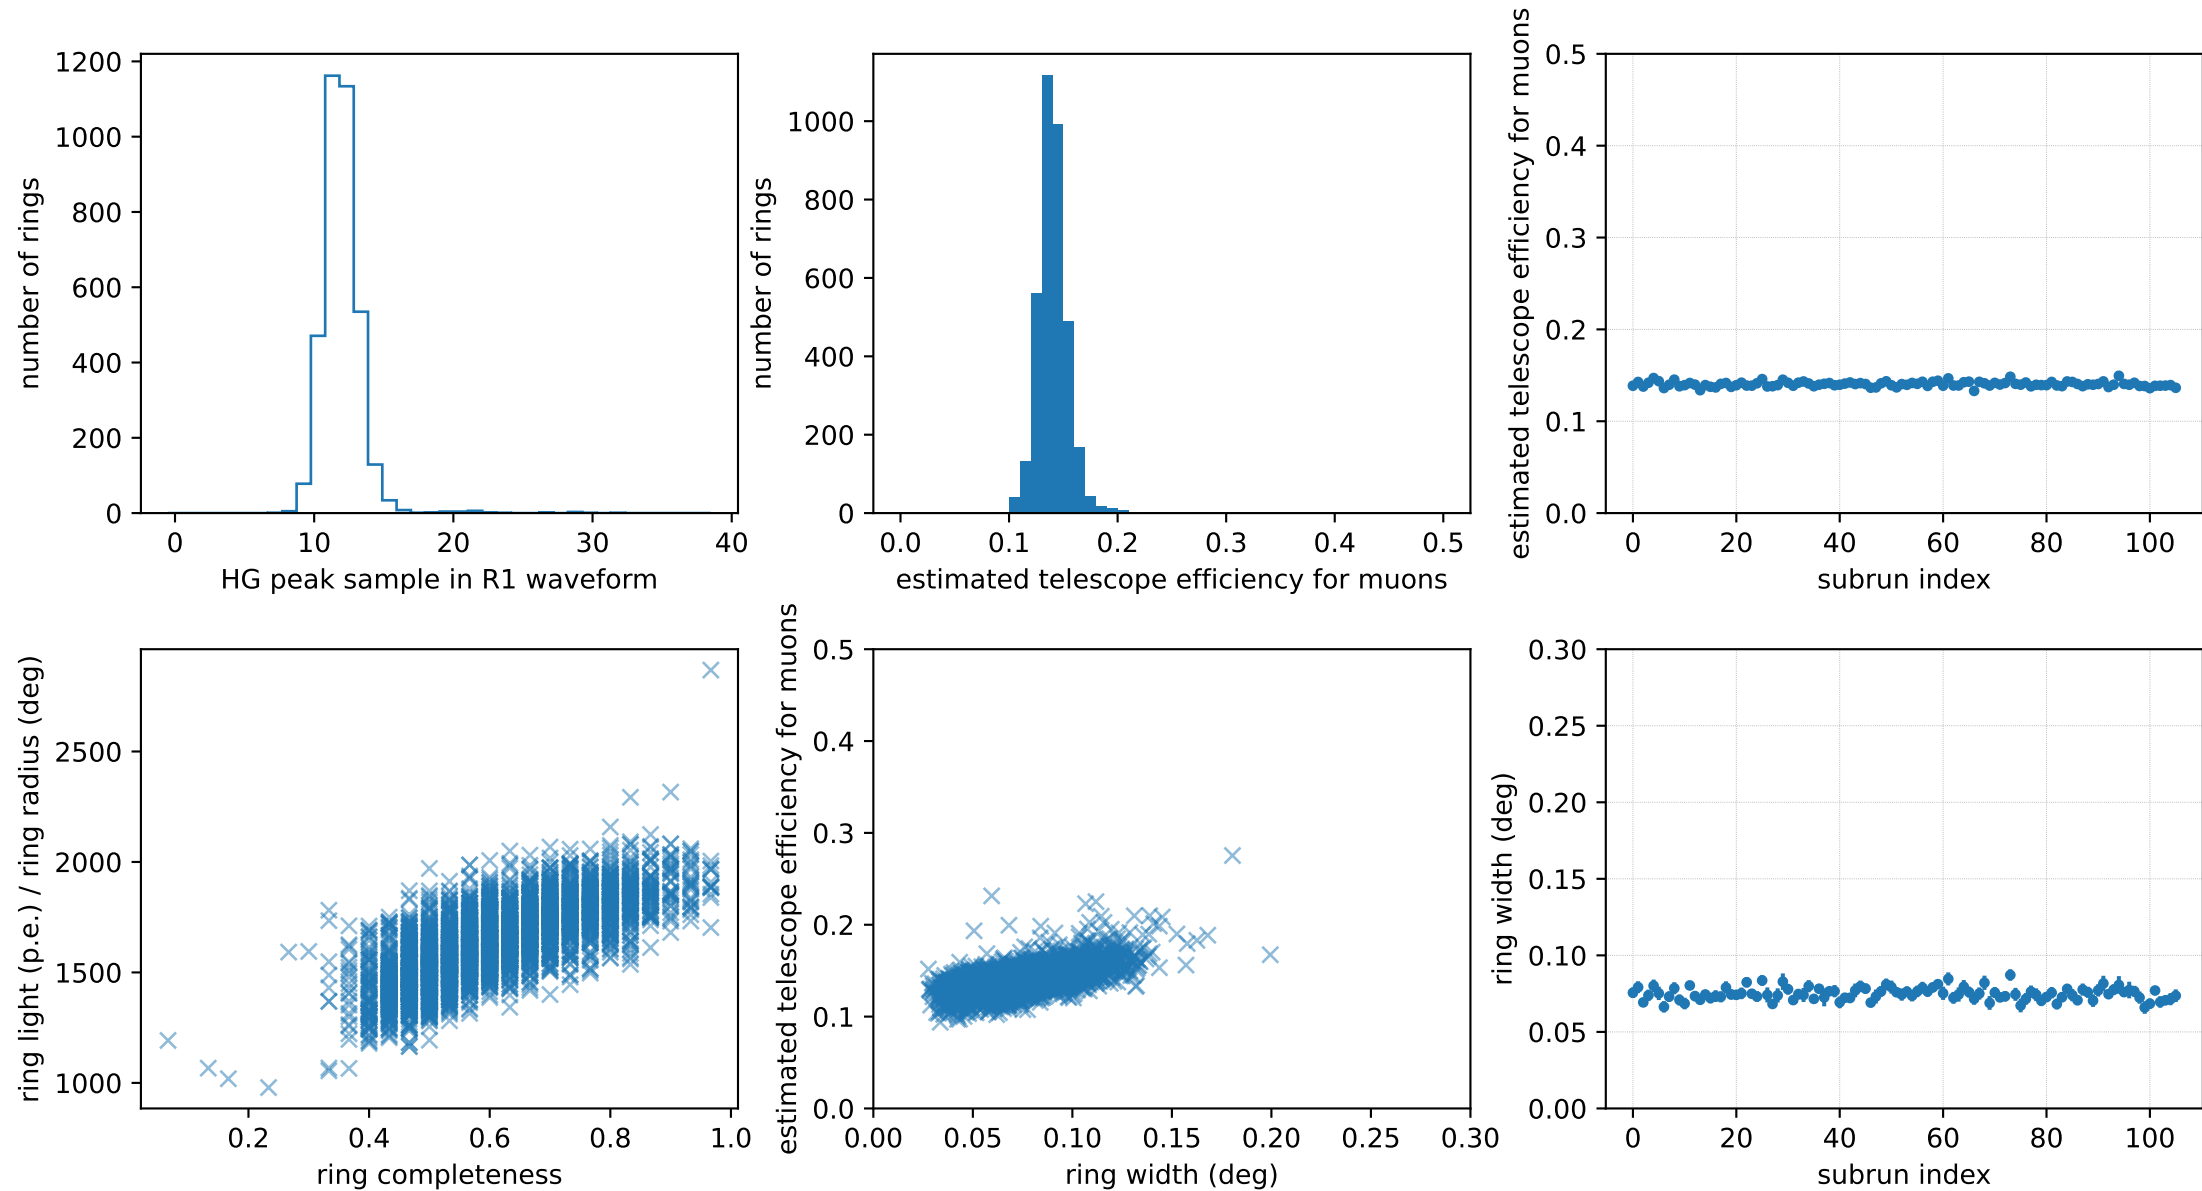 number of rings
1200
1000
800
600
400
200
0
0 10 20 30 40
HG peak sample in R1 waveform
number of rings
1000
800
600
400
200
0
0.0 0.1 0.2 0.3 0.4 0.5
estimated telescope efficiency for muons
estimated telescope efficiency for muons
0.5
0.4
0.3
0.2
0.1
0.0
0 20 40 60 80 100
subrun index
ring light (p.e.) / ring radius (deg)
2500
2000
1500
1000
0.2 0.4 0.6 0.8 1.0
ring completeness
estimated telescope efficiency for muons
0.5
0.4
0.3
0.2
0.1
0.0
0.00 0.05 0.10 0.15 0.20 0.25 0.30
ring width (deg)
ring width (deg)
0.30
0.25
0.20
0.15
0.10
0.05
0.00
0 20 40 60 80 100
subrun index